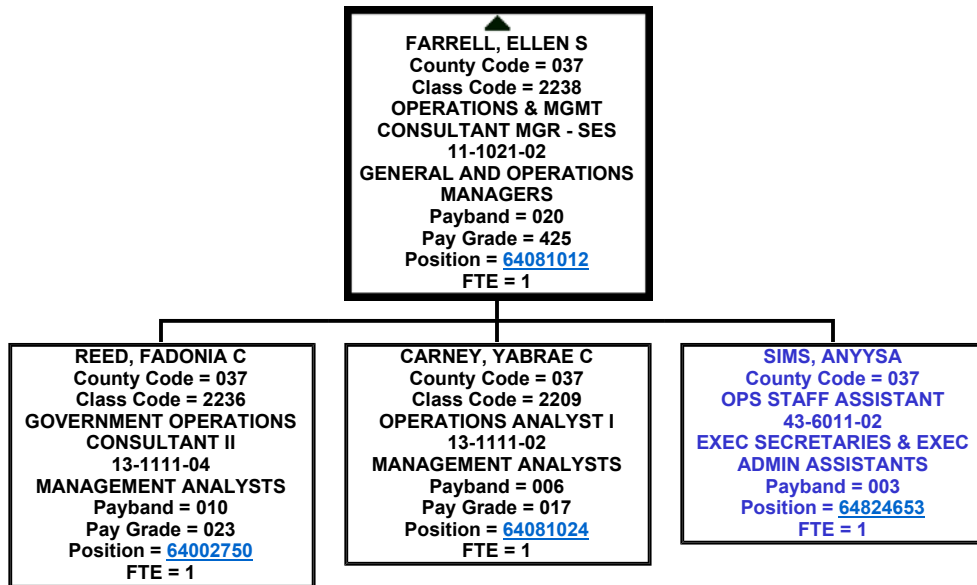 FARRELL, ELLEN S
County Code = 037
Class Code = 2238
OPERATIONS & MGMT
CONSULTANT MGR - SES
11-1021-02
GENERAL AND OPERATIONS
MANAGERS
Payband = 020
Pay Grade = 425
Position = 64081012
FTE = 1
REED, FADONIA C
County Code = 037
Class Code = 2236
GOVERNMENT OPERATIONS
CONSULTANT II
13-1111-04
MANAGEMENT ANALYSTS
Payband = 010
Pay Grade = 023
Position = 64002750
FTE = 1
CARNEY, YABRAE C
County Code = 037
Class Code = 2209
OPERATIONS ANALYST I
13-1111-02
MANAGEMENT ANALYSTS
Payband = 006
Pay Grade = 017
Position = 64081024
FTE = 1
SIMS, ANYYSA
County Code = 037
OPS STAFF ASSISTANT
43-6011-02
EXEC SECRETARIES & EXEC
ADMIN ASSISTANTS
Payband = 003
Position = 64824653
FTE = 1